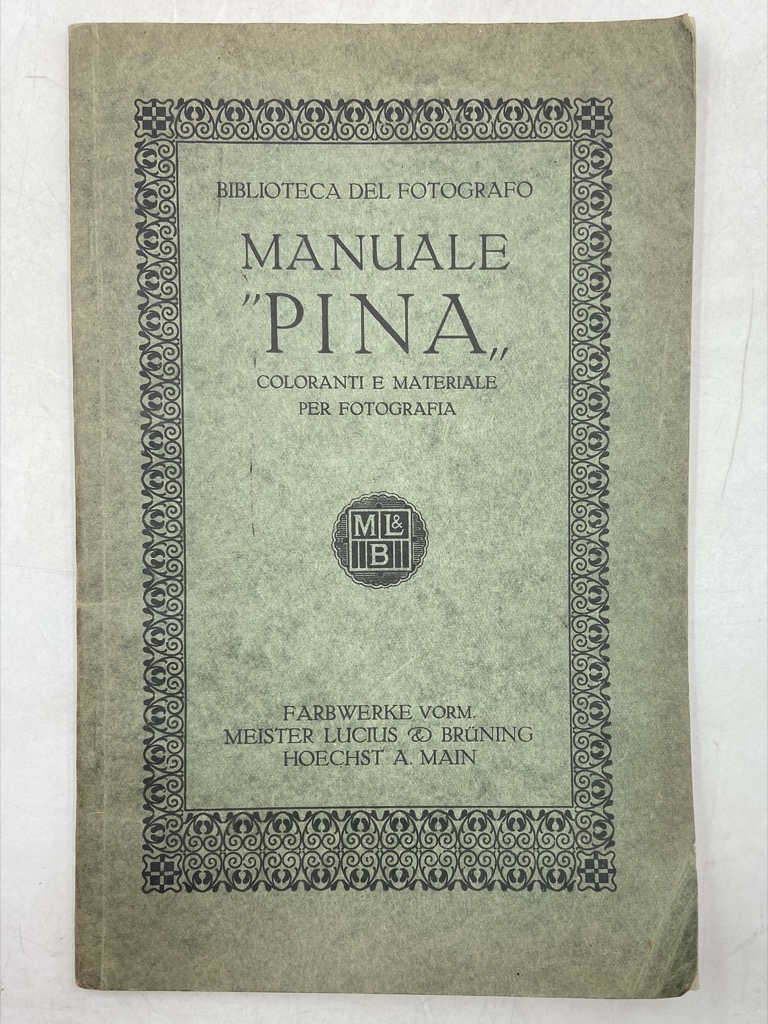 BIBLIOTECA DEL FOTOGRAFO
MANUALE
"PINA„
COLORANTI E MATERIALE
PER FOTOGRAFIA
ML&
B
FARBWERKE VORM.
MEISTER LUCIUS & BRÜNING
HOECHST A. MAIN